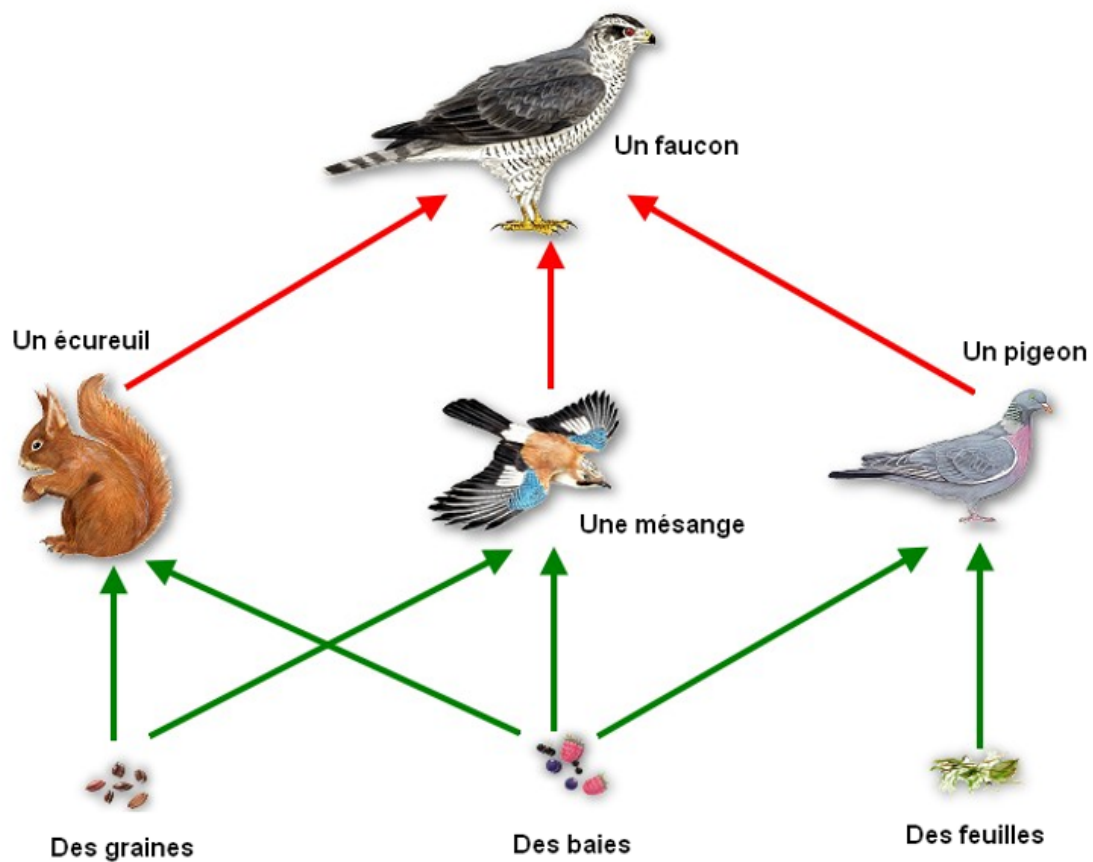 Un faucon
Un écureuil
Un pigeon
Une mésange
Des graines
Des baies
Des feuilles